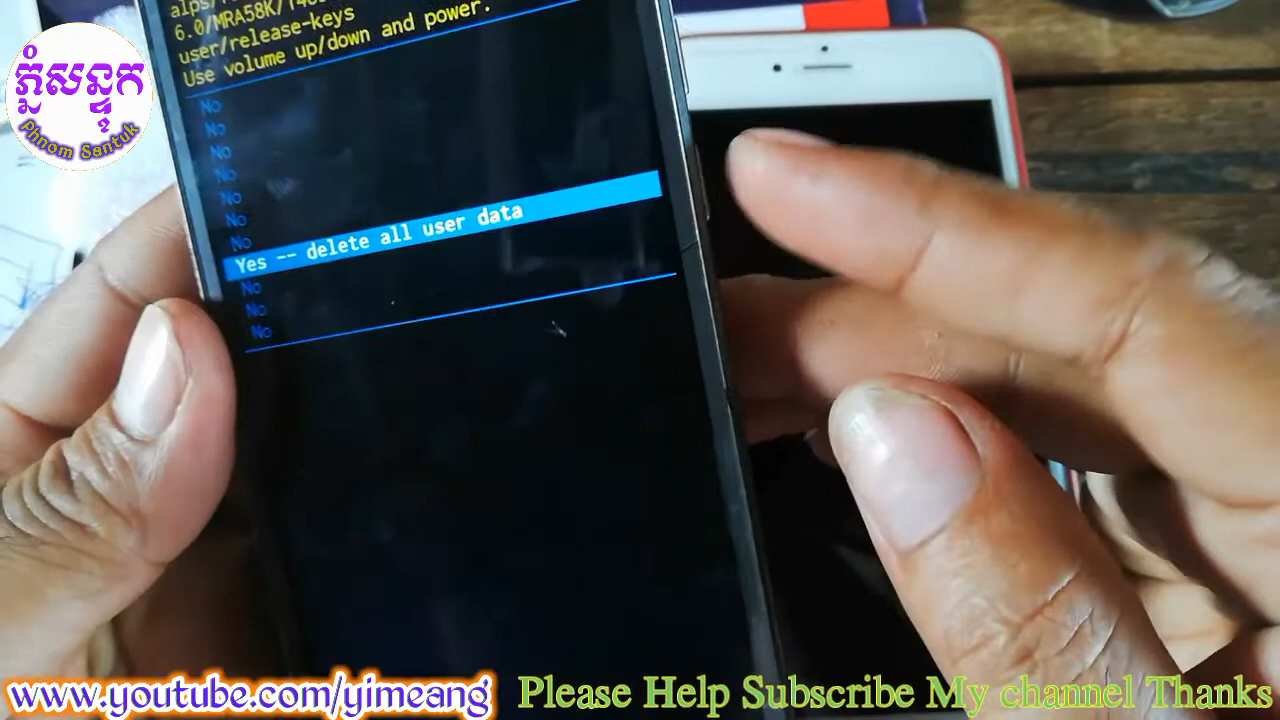 ភ្នំសន្ទុក
Phnom Santuk
6.0/MRA58K/
user/release-keys
Use volume up/down and power.
No
No
No
No
No
No
No
Yes -- delete all user data
No
No
No
www.youtube.com/yimeang
Please Help Subscribe My channel Thanks